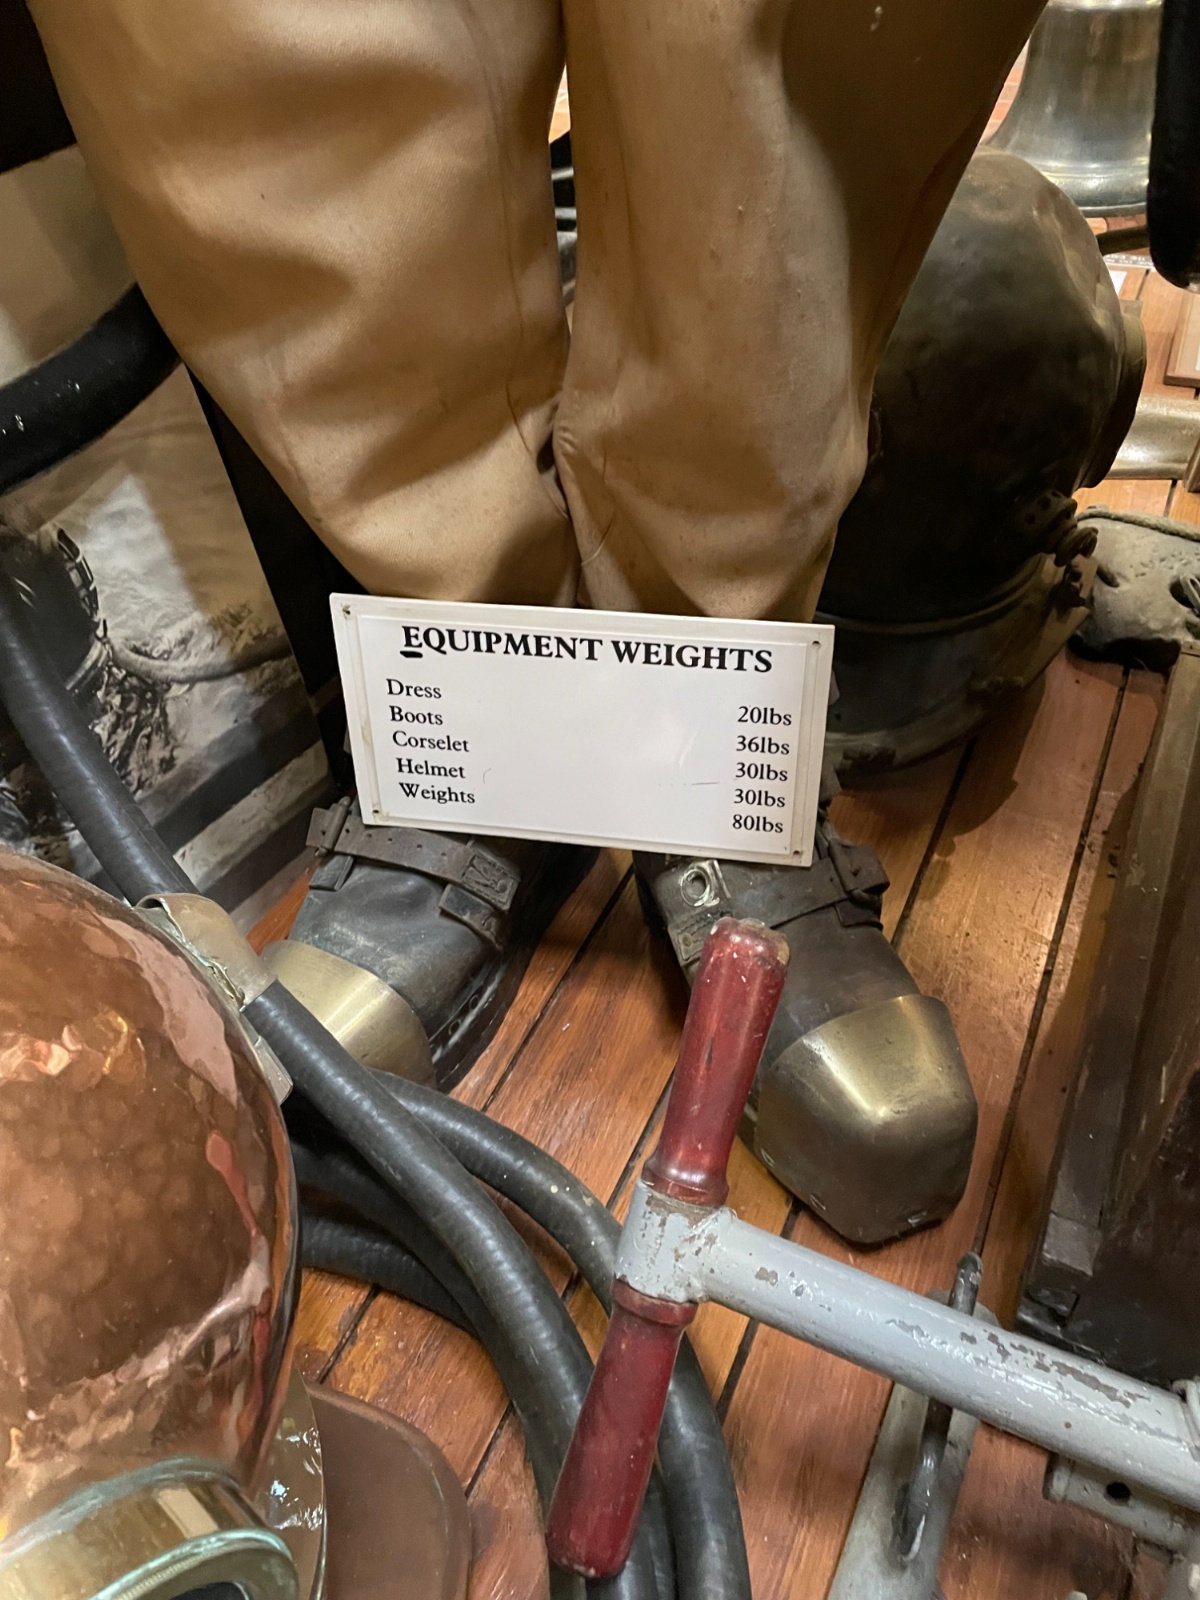 EQUIPMENT WEIGHTS
Dress 20lbs
Boots 36lbs
Corselet 30lbs
Helmet 30lbs
Weights 80lbs